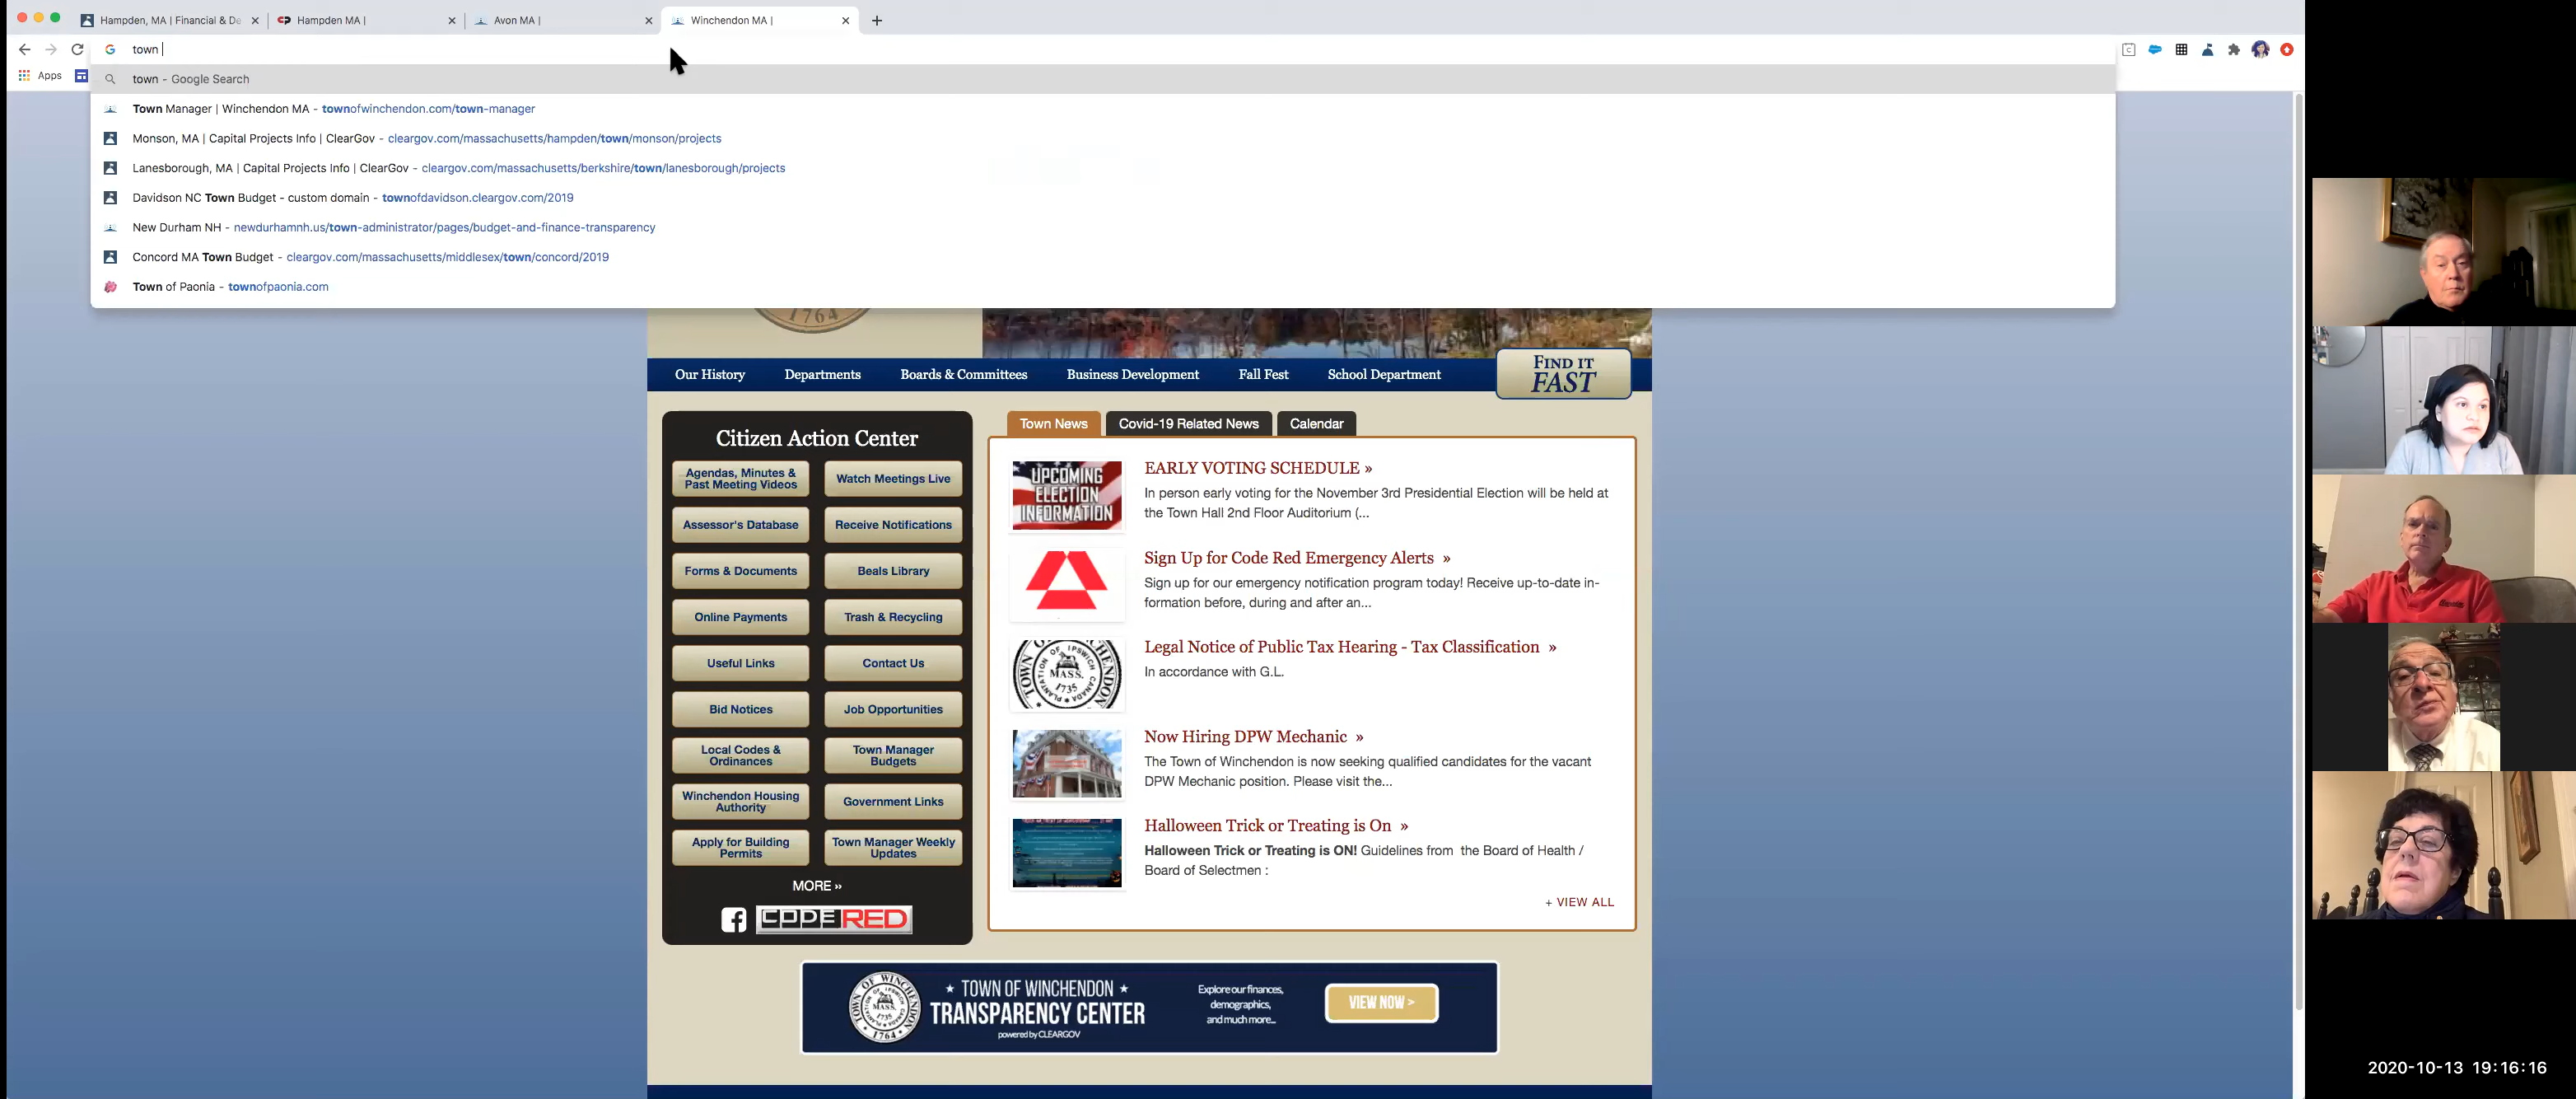 Hampden, MA | Financial & De
Hampden MA |
Avon MA |
Winchendon MA |
town
Apps
town - Google Search
Town Manager | Winchendon MA - townofwinchendon.com/town-manager
Monson, MA | Capital Projects Info | ClearGov - cleargov.com/massachusetts/hampden/town/monson/projects
Lanesborough, MA | Capital Projects Info | ClearGov - cleargov.com/massachusetts/berkshire/town/lanesborough/projects
Davidson NC Town Budget - custom domain - townofdavidson.cleargov.com/2019
New Durham NH - newdurhamnh.us/town-administrator/pages/budget-and-finance-transparency
Concord MA Town Budget - cleargov.com/massachusetts/middlesex/town/concord/2019
Town of Paonia - townofpaonia.com
1764
Our History
Departments
Boards & Committees
Business Development
Fall Fest
School Department
FIND IT
FAST
Citizen Action Center
Agendas, Minutes &
Past Meeting Videos
Watch Meetings Live
Assessor's Database
Receive Notifications
Forms & Documents
Beals Library
Online Payments
Trash & Recycling
Useful Links
Contact Us
Bid Notices
Job Opportunities
Local Codes &
Ordinances
Town Manager
Budgets
Winchendon Housing
Authority
Government Links
Apply for Building
Permits
Town Manager Weekly
Updates
MORE »
CODERED
Town News
Covid-19 Related News
Calendar
UPCOMING
ELECTION
INFORMATION
EARLY VOTING SCHEDULE »
In person early voting for the November 3rd Presidential Election will be held at
the Town Hall 2nd Floor Auditorium (...
Sign Up for Code Red Emergency Alerts »
Sign up for our emergency notification program today! Receive up-to-date in-
formation before, during and after an...
TOWN OF WINCHENDON
PLANTATION OF IPSWICH CANADA
MASS.
1735
Legal Notice of Public Tax Hearing - Tax Classification »
In accordance with G.L.
Now Hiring DPW Mechanic »
The Town of Winchendon is now seeking qualified candidates for the vacant
DPW Mechanic position. Please visit the...
Halloween Trick or Treating is On »
Halloween Trick or Treating is ON! Guidelines from the Board of Health /
Board of Selectmen :
+ VIEW ALL
MASS.
1764
★ TOWN OF WINCHENDON ★
TRANSPARENCY CENTER
powered by CLEARGOV
Explore our finances,
demographics,
and much more...
VIEW NOW >
2020-10-13 19:16:16